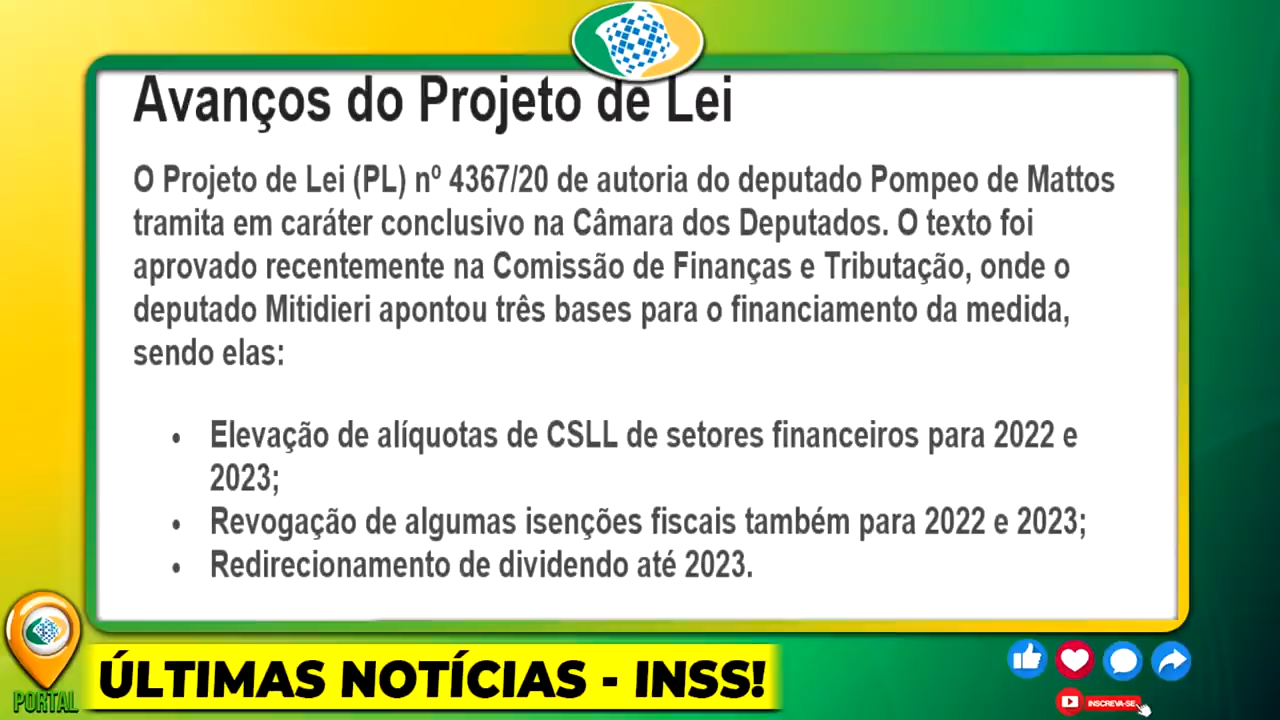 Avanços do Projeto de Lei
O Projeto de Lei (PL) nº 4367/20 de autoria do deputado Pompeo de Mattos
tramita em caráter conclusivo na Câmara dos Deputados. O texto foi
aprovado recentemente na Comissão de Finanças e Tributação, onde o
deputado Mitidieri apontou três bases para o financiamento da medida,
sendo elas:
• Elevação de alíquotas de CSLL de setores financeiros para 2022 e
2023;
• Revogação de algumas isenções fiscais também para 2022 e 2023;
• Redirecionamento de dividendo até 2023.
PORTAL
ÚLTIMAS NOTÍCIAS - INSS!
INSCREVA-SE